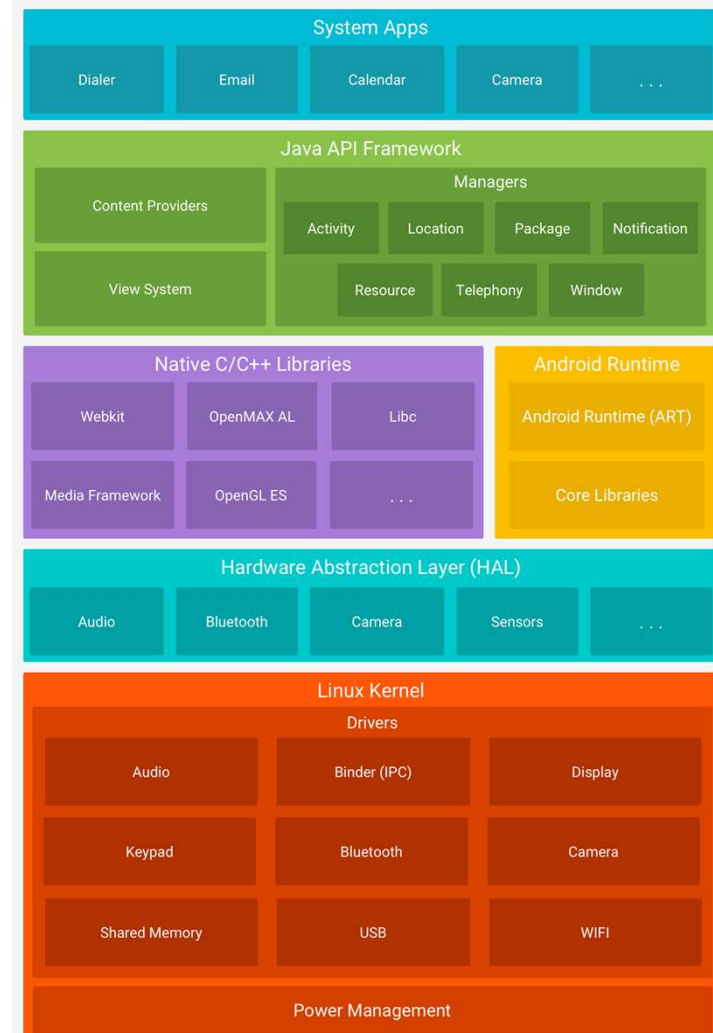 System Apps
Dialer Email Calendar Camera . . .
Java API Framework
Content Providers
View System
Managers
Activity Location Package Notification
Resource Telephony Window
Native C/C++ Libraries
Webkit OpenMAX AL Libc
Media Framework OpenGL ES . . .
Android Runtime
Android Runtime (ART)
Core Libraries
Hardware Abstraction Layer (HAL)
Audio Bluetooth Camera Sensors . . .
Linux Kernel
Drivers
Audio Binder (IPC) Display
Keypad Bluetooth Camera
Shared Memory USB WIFI
Power Management